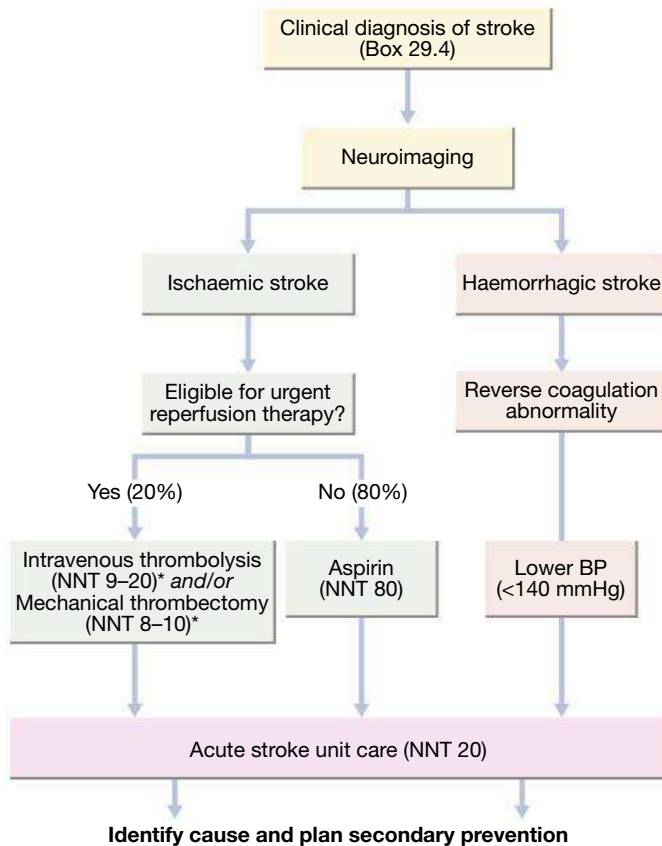 Clinical diagnosis of stroke
(Box 29.4)
Neuroimaging
Ischaemic stroke
Haemorrhagic stroke
Eligible for urgent
reperfusion therapy?
Reverse coagulation
abnormality
Yes (20%)
No (80%)
Intravenous thrombolysis
(NNT 9–20)* and/or
Mechanical thrombectomy
(NNT 8–10)*
Aspirin
(NNT 80)
Lower BP
(<140 mmHg)
Acute stroke unit care (NNT 20)
Identify cause and plan secondary prevention